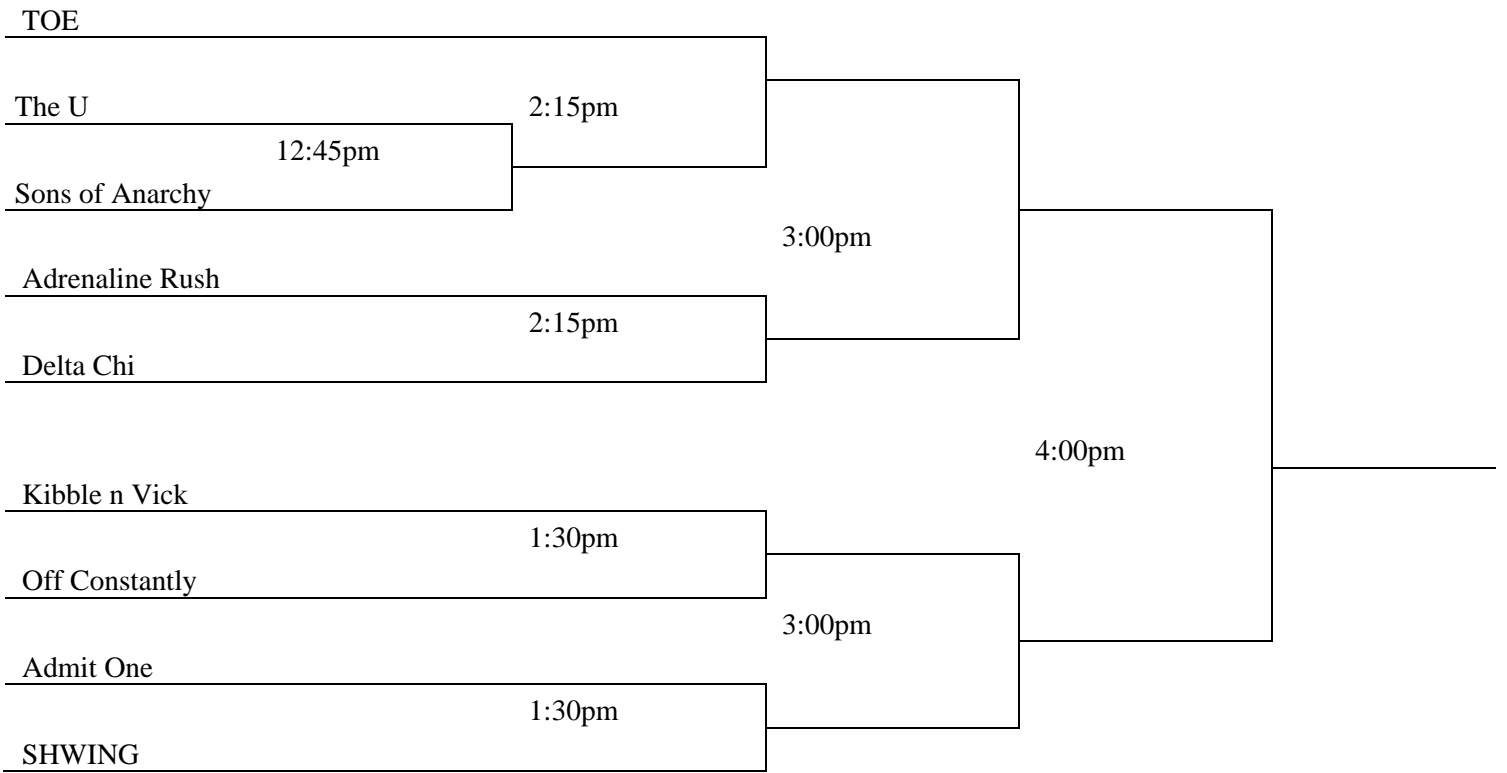 TOE
The U
2:15pm
12:45pm
Sons of Anarchy
3:00pm
Adrenaline Rush
2:15pm
Delta Chi
4:00pm
Kibble n Vick
1:30pm
Off Constantly
3:00pm
Admit One
1:30pm
SHWING